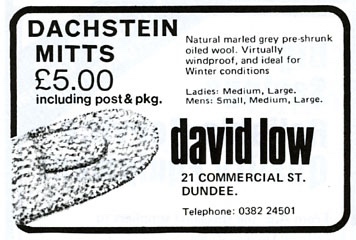 DACHSTEIN
MITTS
£5.00
including post & pkg.
Natural marled grey pre-shrunk
oiled wool. Virtually
windproof, and ideal for
Winter conditions
Ladies: Medium, Large.
Mens: Small, Medium, Large.
david low
21 COMMERCIAL ST.
DUNDEE.
Telephone: 0382 24501